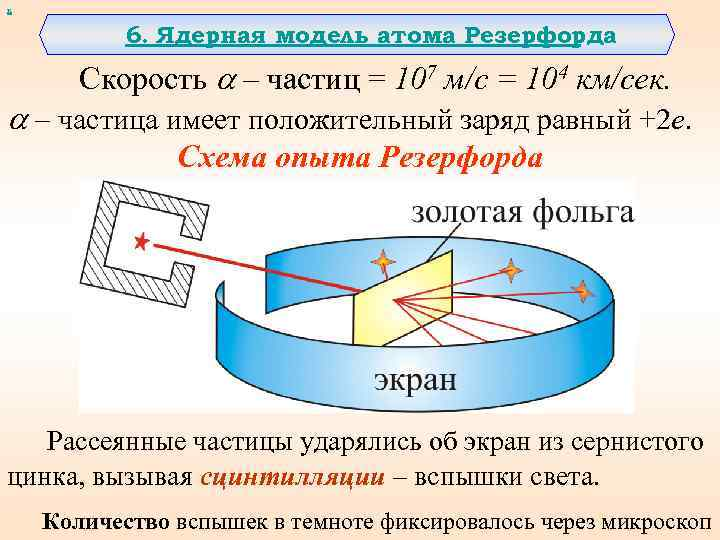 6. Ядерная модель атома Резерфорда
Скорость α – частиц = 10⁷ м/с = 10⁴ км/сек.
α – частица имеет положительный заряд равный +2e.
Схема опыта Резерфорда
золотая фольга
экран
Рассеянные частицы ударялись об экран из сернистого
цинка, вызывая сцинтилляции – вспышки света.
Количество вспышек в темноте фиксировалось через микроскоп